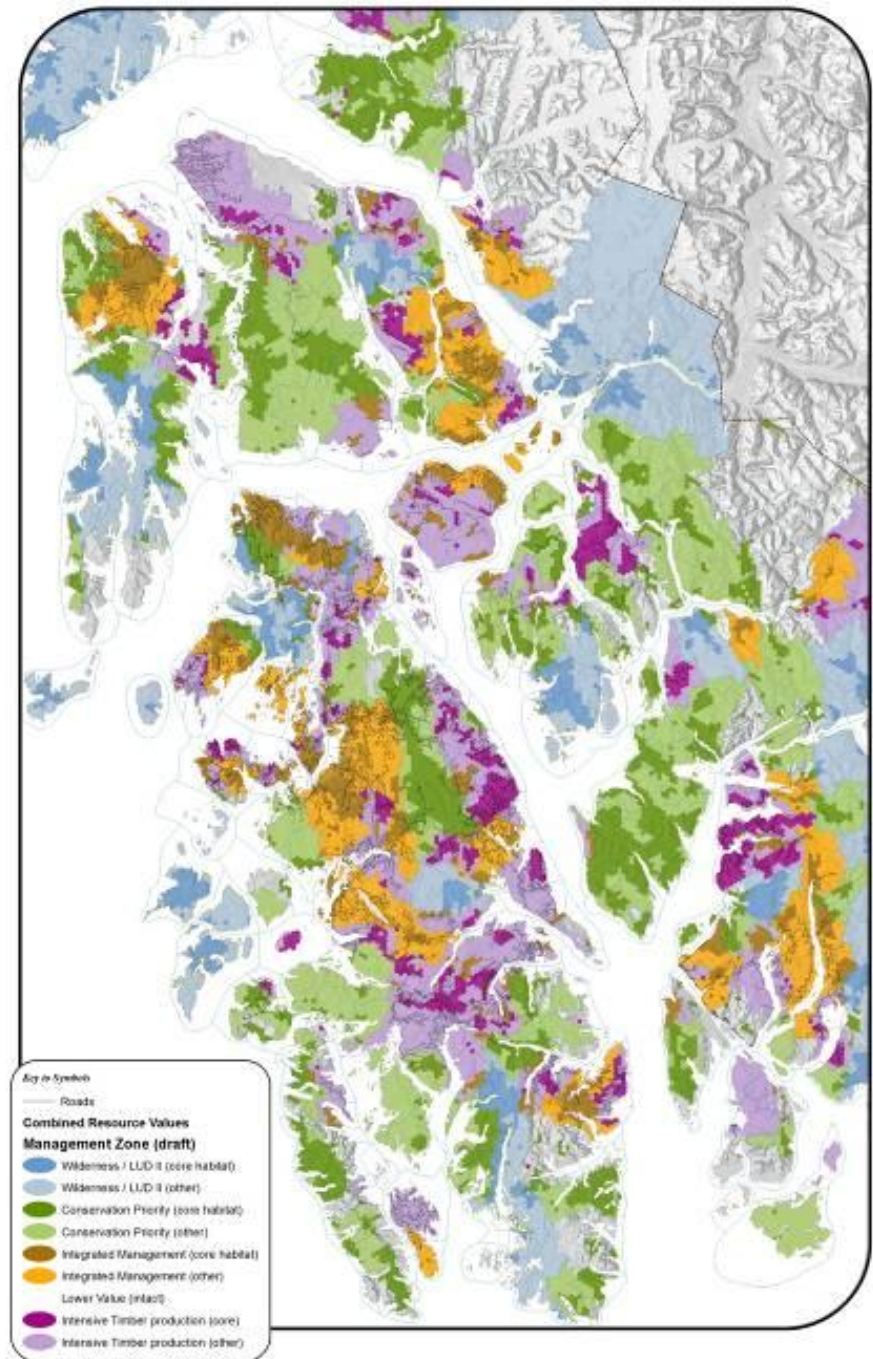 Key to Symbols
Roads
Combined Resource Values
Management Zone (draft)
Wilderness / LUD II (core habitat)
Wilderness / LUD II (other)
Conservation Priority (core habitat)
Conservation Priority (other)
Integrated Management (core habitat)
Integrated Management (other)
Lower Value (intact)
Intensive Timber production (core)
Intensive Timber production (other)